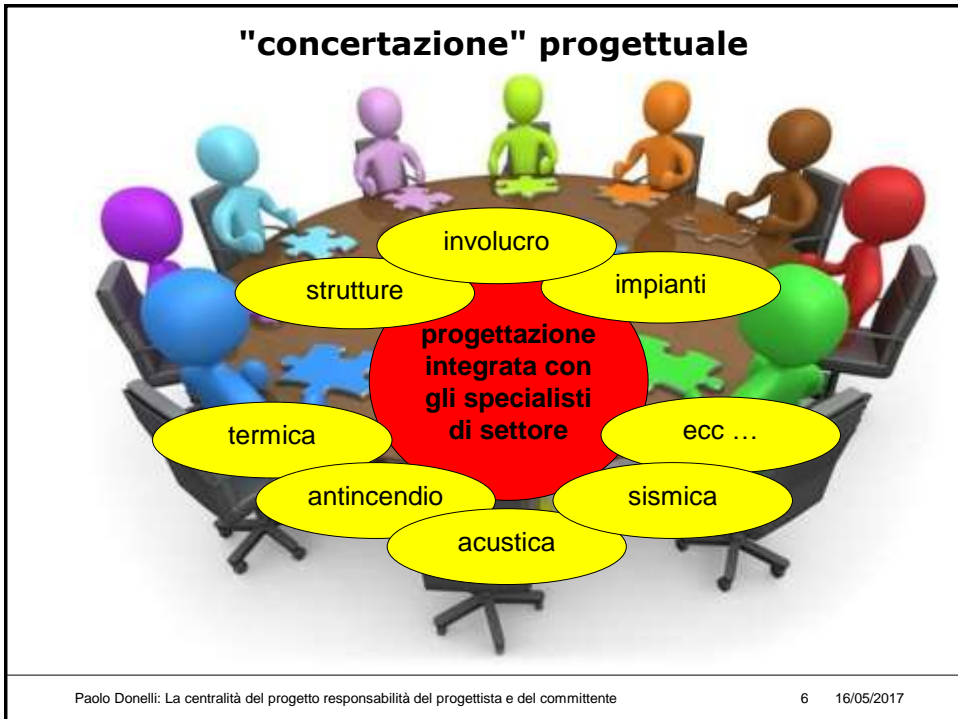 "concertazione" progettuale
involucro
strutture
impianti
progettazione
integrata con
gli specialisti
di settore
termica
ecc …
antincendio
sismica
acustica
Paolo Donelli: La centralità del progetto responsabilità del progettista e del committente 6 16/05/2017